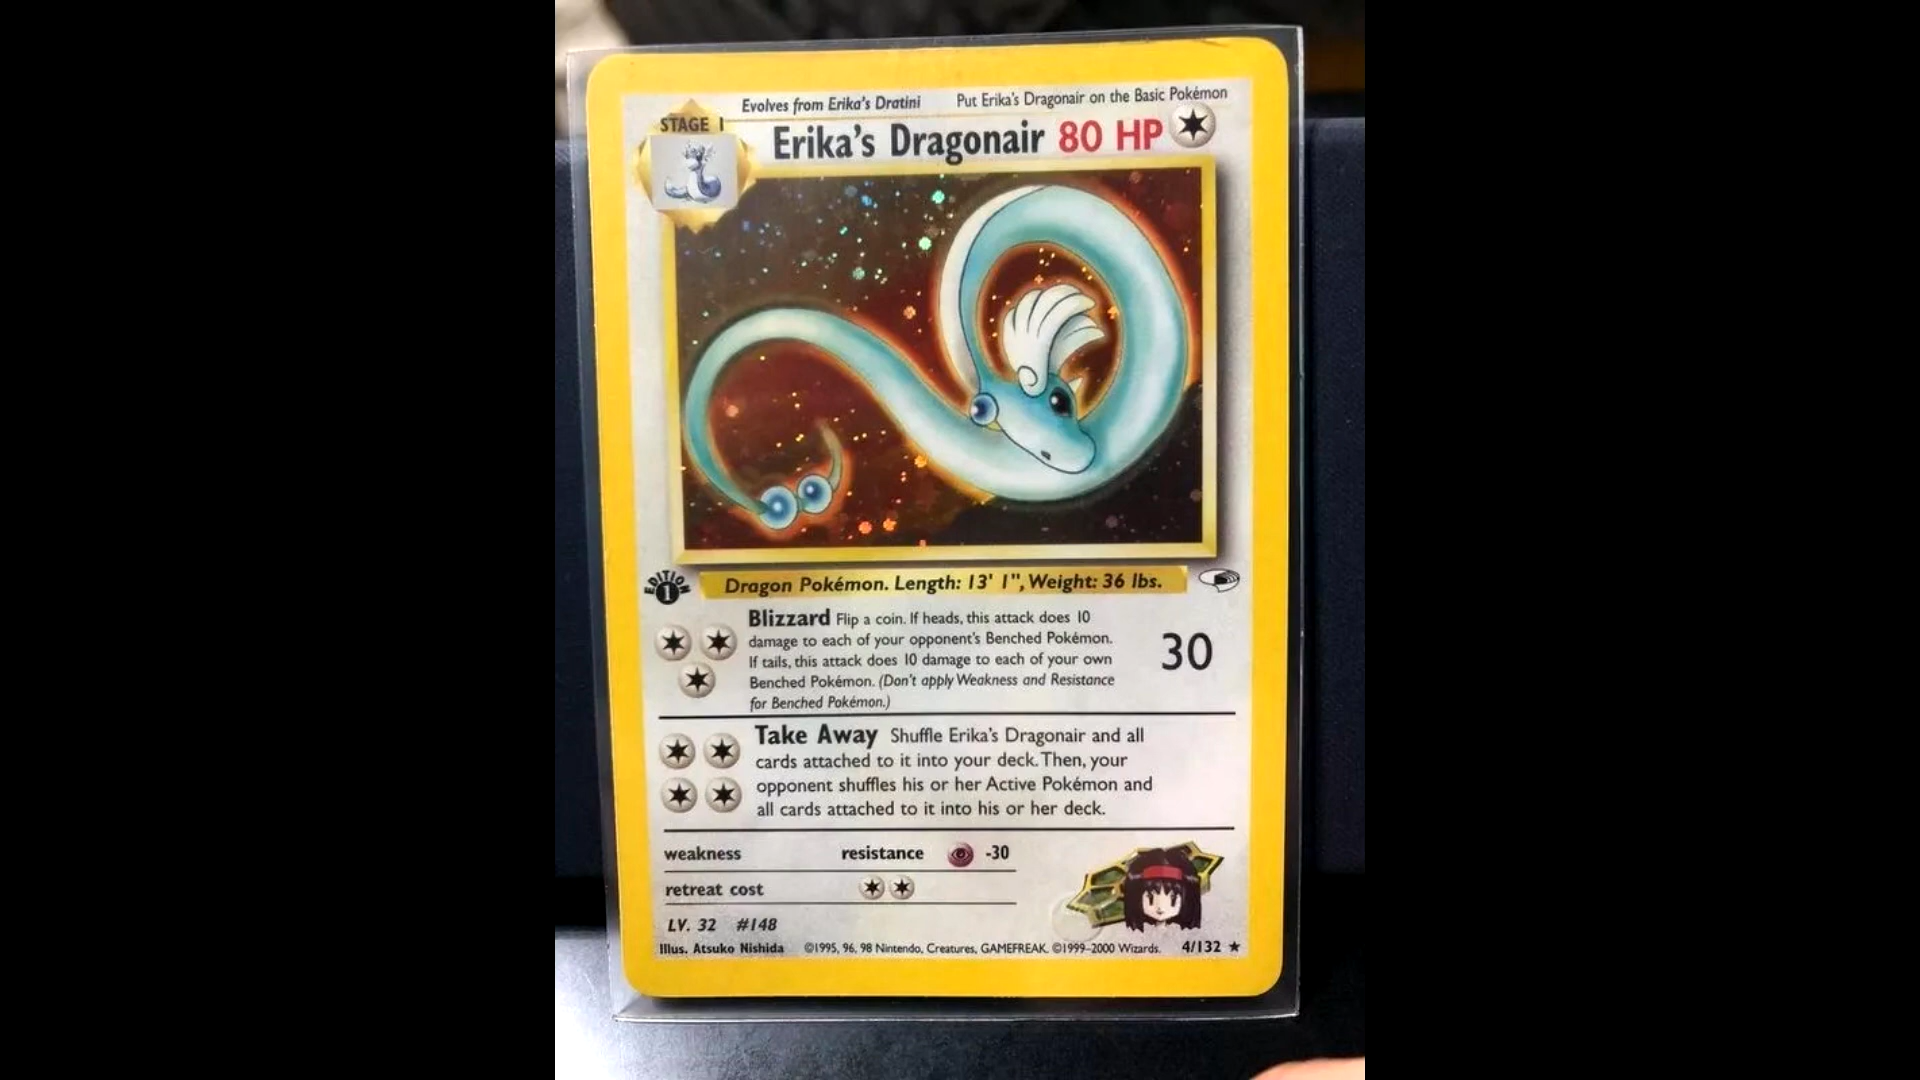 Evolves from Erika's Dratini Put Erika's Dragonair on the Basic Pokémon
STAGE 1
Erika's Dragonair 80 HP
EDITION
1
Dragon Pokémon. Length: 13' 1", Weight: 36 lbs.
Blizzard Flip a coin. If heads, this attack does 10
damage to each of your opponent's Benched Pokémon.
If tails, this attack does 10 damage to each of your own
Benched Pokémon. (Don't apply Weakness and Resistance
for Benched Pokémon.)
30
Take Away Shuffle Erika's Dragonair and all
cards attached to it into your deck. Then, your
opponent shuffles his or her Active Pokémon and
all cards attached to it into his or her deck.
weakness resistance -30
retreat cost
LV. 32 #148
Illus. Atsuko Nishida ©1995, 96, 98 Nintendo, Creatures, GAMEFREAK. ©1999-2000 Wizards. 4/132 ★